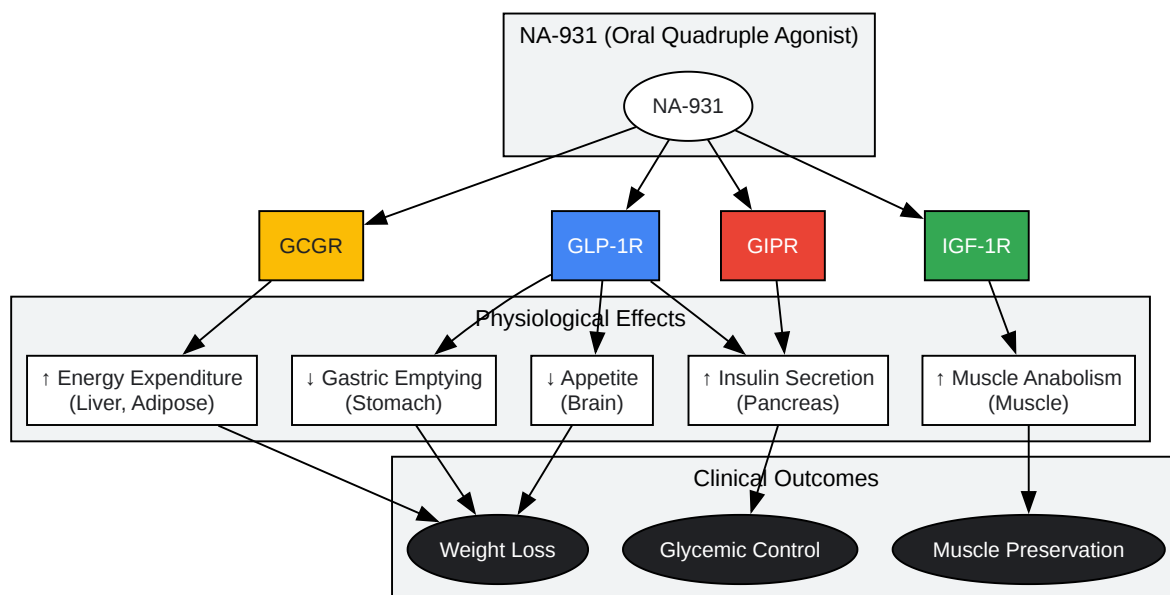 NA-931 (Oral Quadruple Agonist)
NA-931
GCGR
GLP-1R
GIPR
IGF-1R
Physiological Effects
↑ Energy Expenditure
(Liver, Adipose)
↓ Gastric Emptying
(Stomach)
↓ Appetite
(Brain)
↑ Insulin Secretion
(Pancreas)
↑ Muscle Anabolism
(Muscle)
Clinical Outcomes
Weight Loss
Glycemic Control
Muscle Preservation